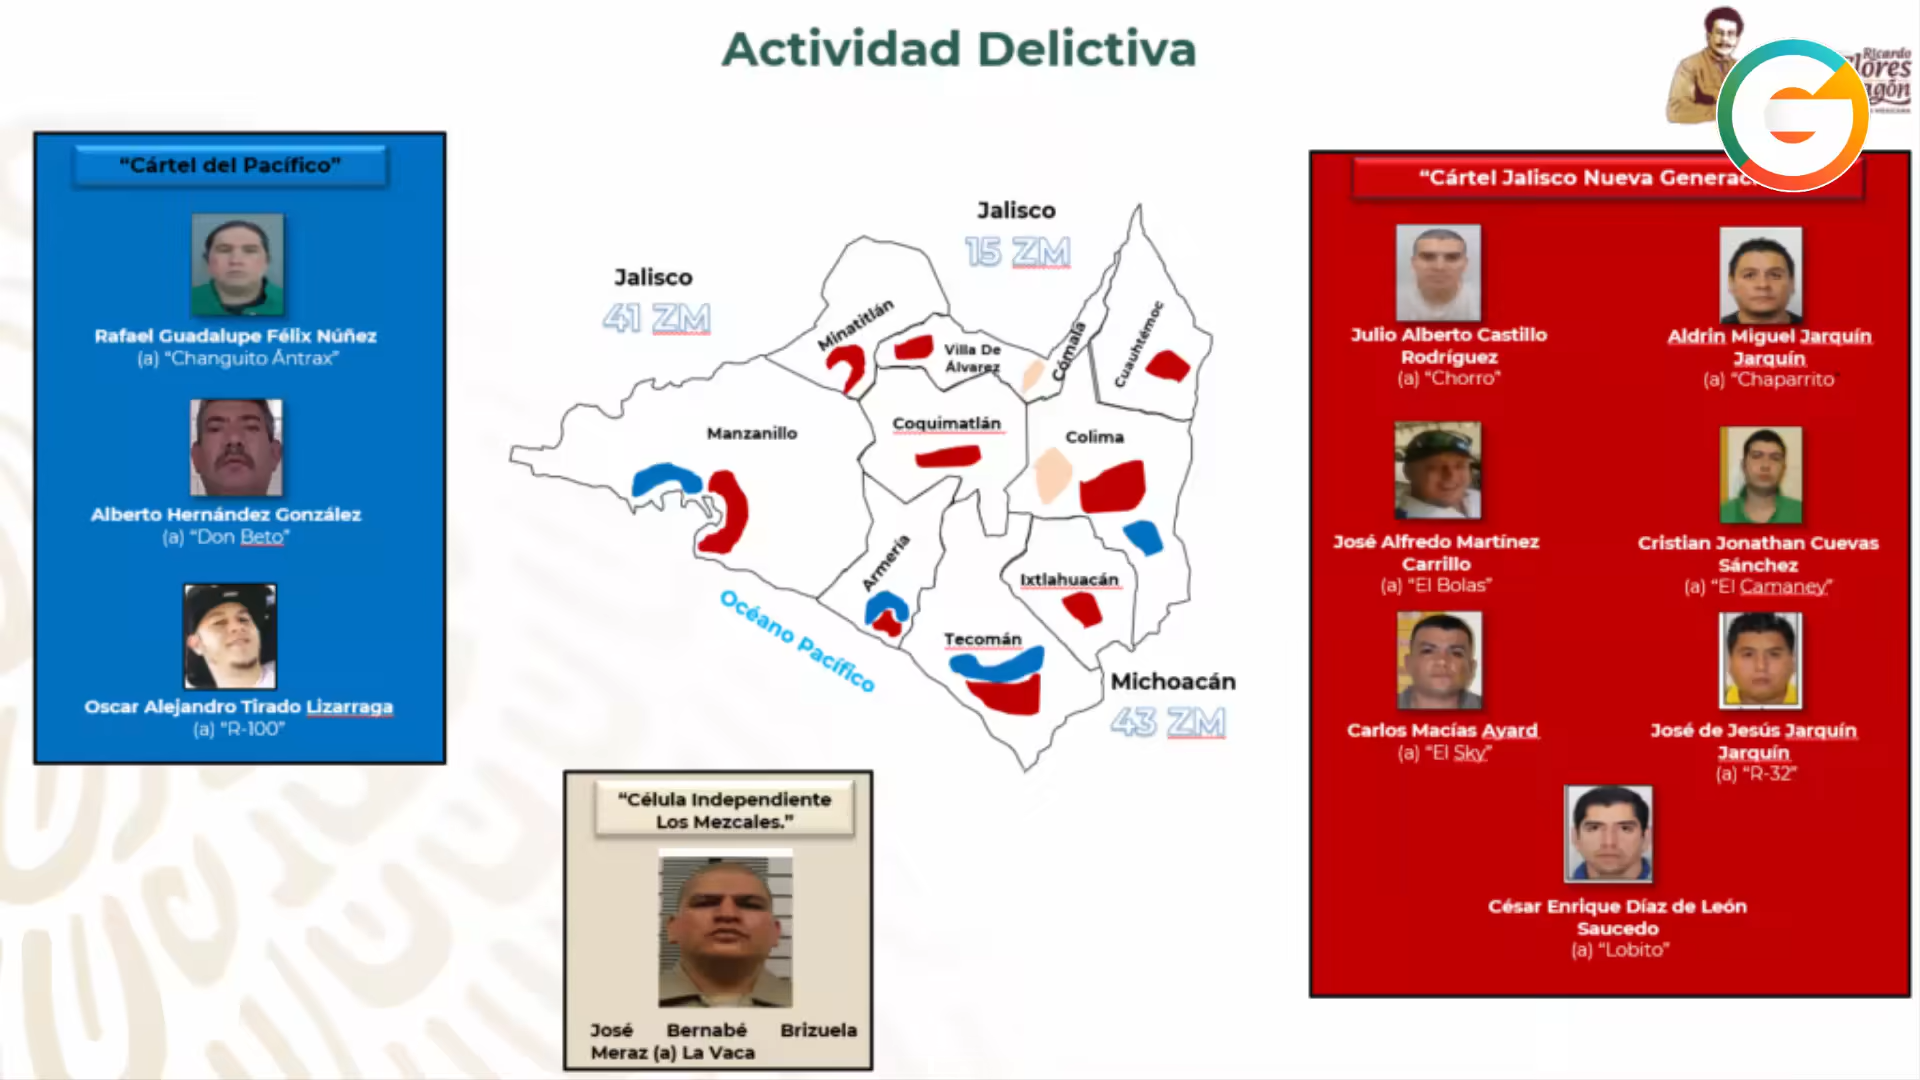 Actividad Delictiva
Ricardo
Flores
“Cártel del Pacífico”
Rafael Guadalupe Félix Núñez
(a) “Changuito Ántrax”
Alberto Hernández González
(a) “Don Beto”
Oscar Alejandro Tirado Lizarraga
(a) “R-100”
Jalisco
15 ZM
Jalisco
41 ZM
Minatitlán
Villa De
Álvarez
Cómala
Cuauhtémoc
Manzanillo
Coquimatlán
Colima
Armería
Ixtlahuacán
Tecomán
Océano Pacífico
Michoacán
43 ZM
“Célula Independiente
Los Mezcales.”
José Bernabé Brizuela
Meraz (a) La Vaca
“Cártel Jalisco Nueva
Julio Alberto Castillo
Rodríguez
(a) “Chorro”
Aldrin Miguel Jarquín
Jarquín
(a) “Chaparrito”
José Alfredo Martínez
Carrillo
(a) “El Bolas”
Cristian Jonathan Cuevas
Sánchez
(a) “El Camaney”
Carlos Macías Ayard
(a) “El Sky”
José de Jesús Jarquín
Jarquín
(a) “R-32”
César Enrique Díaz de León
Saucedo
(a) “Lobito”